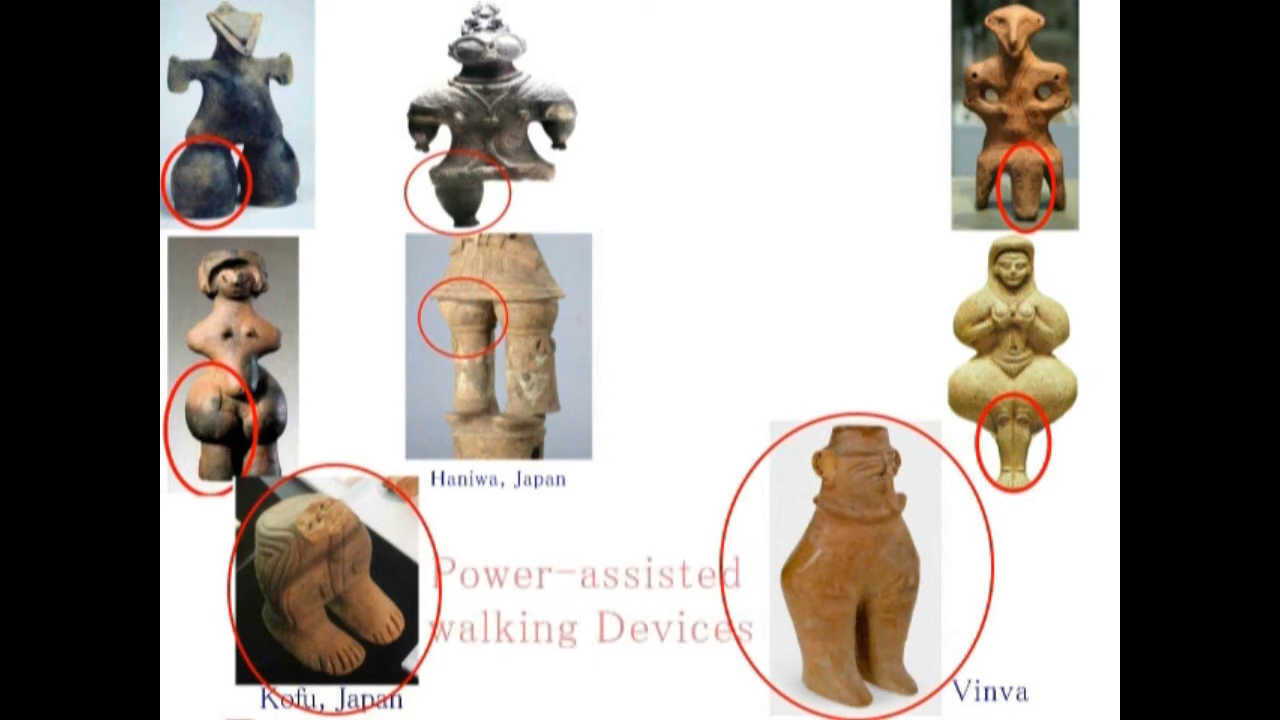 Haniwa, Japan
Power-assisted
walking Devices
Kofu, Japan
Vinva